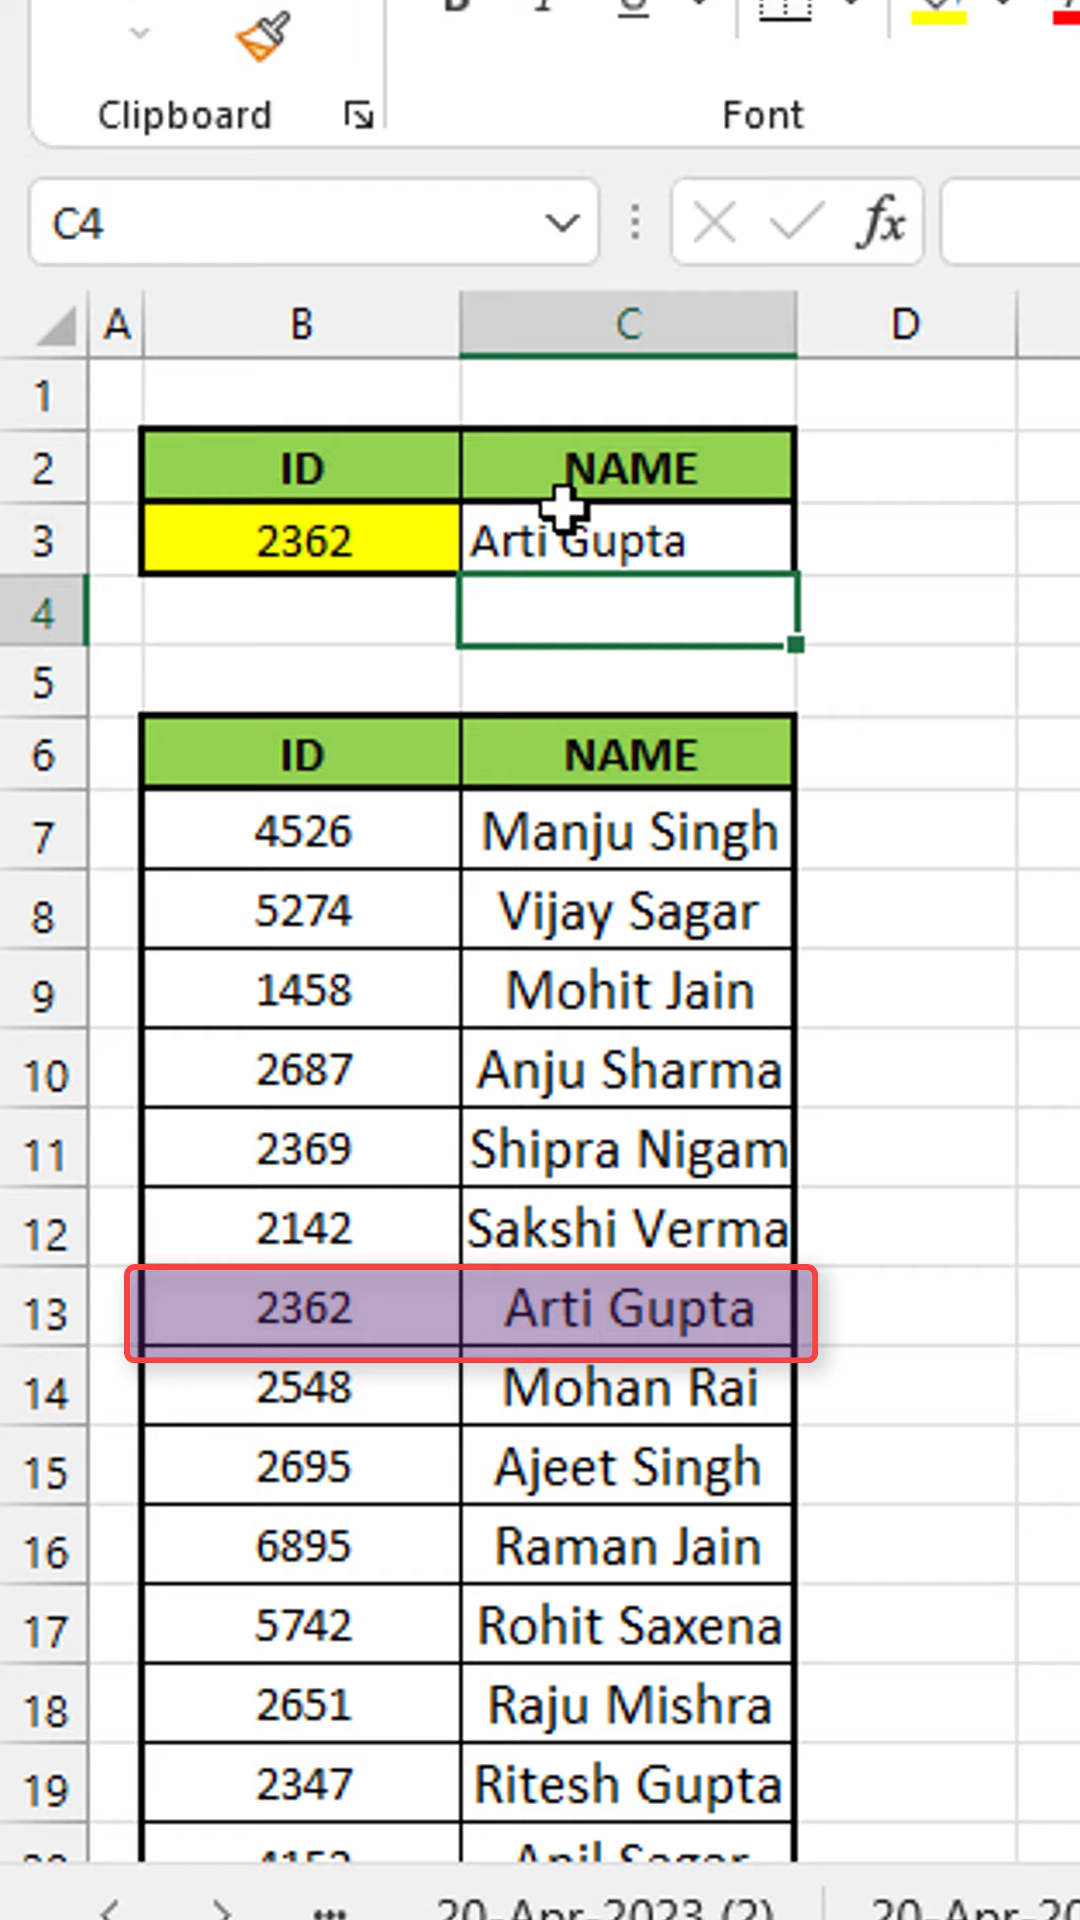 Clipboard Font
C4 fx
A B C D
1
2 ID NAME
3 2362 Arti Gupta
4
5
6 ID NAME
7 4526 Manju Singh
8 5274 Vijay Sagar
9 1458 Mohit Jain
10 2687 Anju Sharma
11 2369 Shipra Nigam
12 2142 Sakshi Verma
13 2362 Arti Gupta
14 2548 Mohan Rai
15 2695 Ajeet Singh
16 6895 Raman Jain
17 5742 Rohit Saxena
18 2651 Raju Mishra
19 2347 Ritesh Gupta
20 4152 Anil Sagar
20-Apr-2023 (2) 20-Apr-20